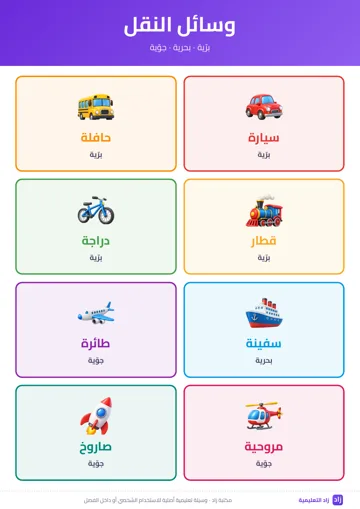 وسائل النقل
برّية · بحرية · جوّية
سيارة
برّية
حافلة
برّية
قطار
برّية
دراجة
برّية
سفينة
بحرية
طائرة
جوّية
مروحية
جوّية
صاروخ
جوّية
زاد
زاد التعليمية
مكتبة زاد · وسيلة تعليمية أصلية للاستخدام الشخصي أو داخل الفصل